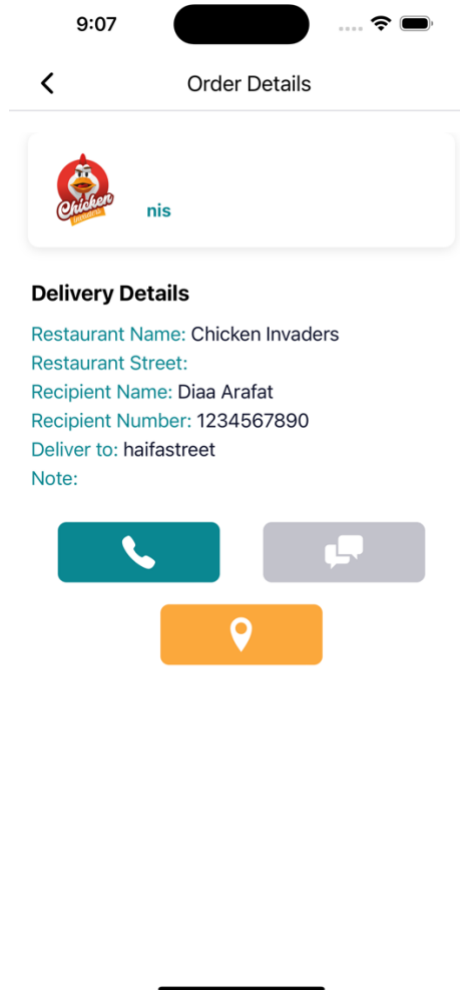 9:07
Order Details
Chicken
Invaders
nis
Delivery Details
Restaurant Name: Chicken Invaders
Restaurant Street:
Recipient Name: Diaa Arafat
Recipient Number: 1234567890
Deliver to: haifastreet
Note: